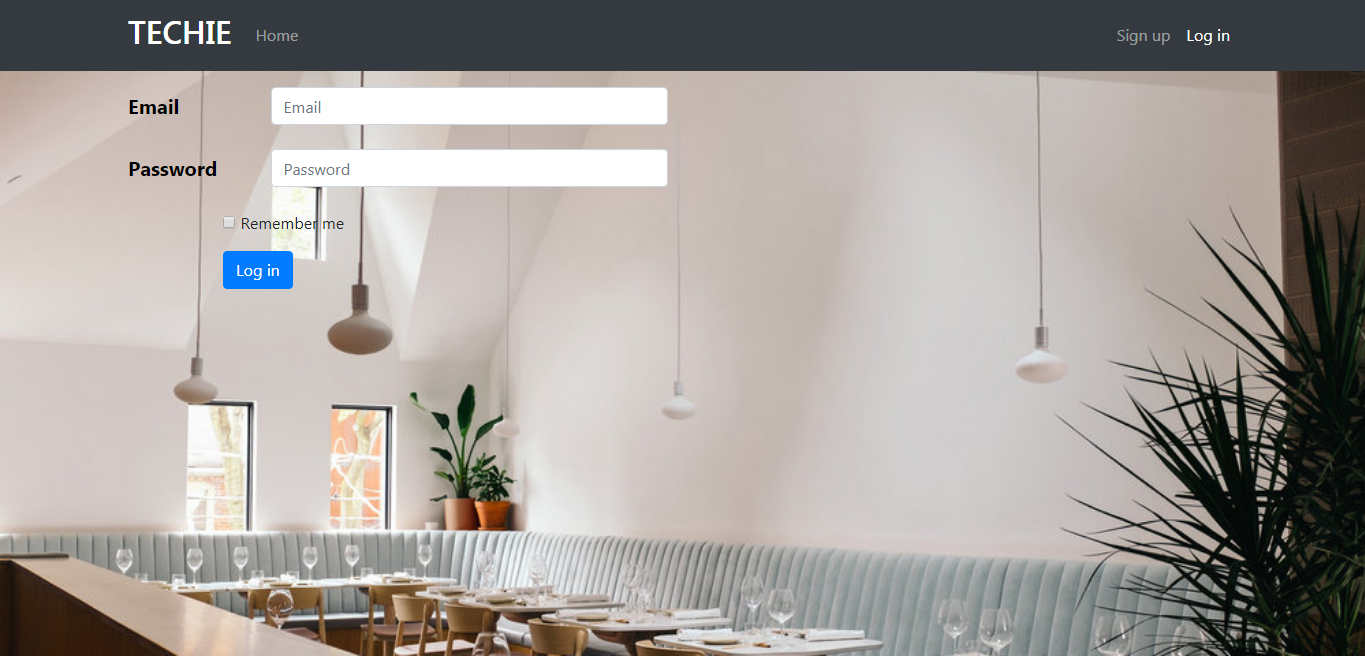 TECHIE Home Sign up Log in
Email Email
Password Password
Remember me
Log in